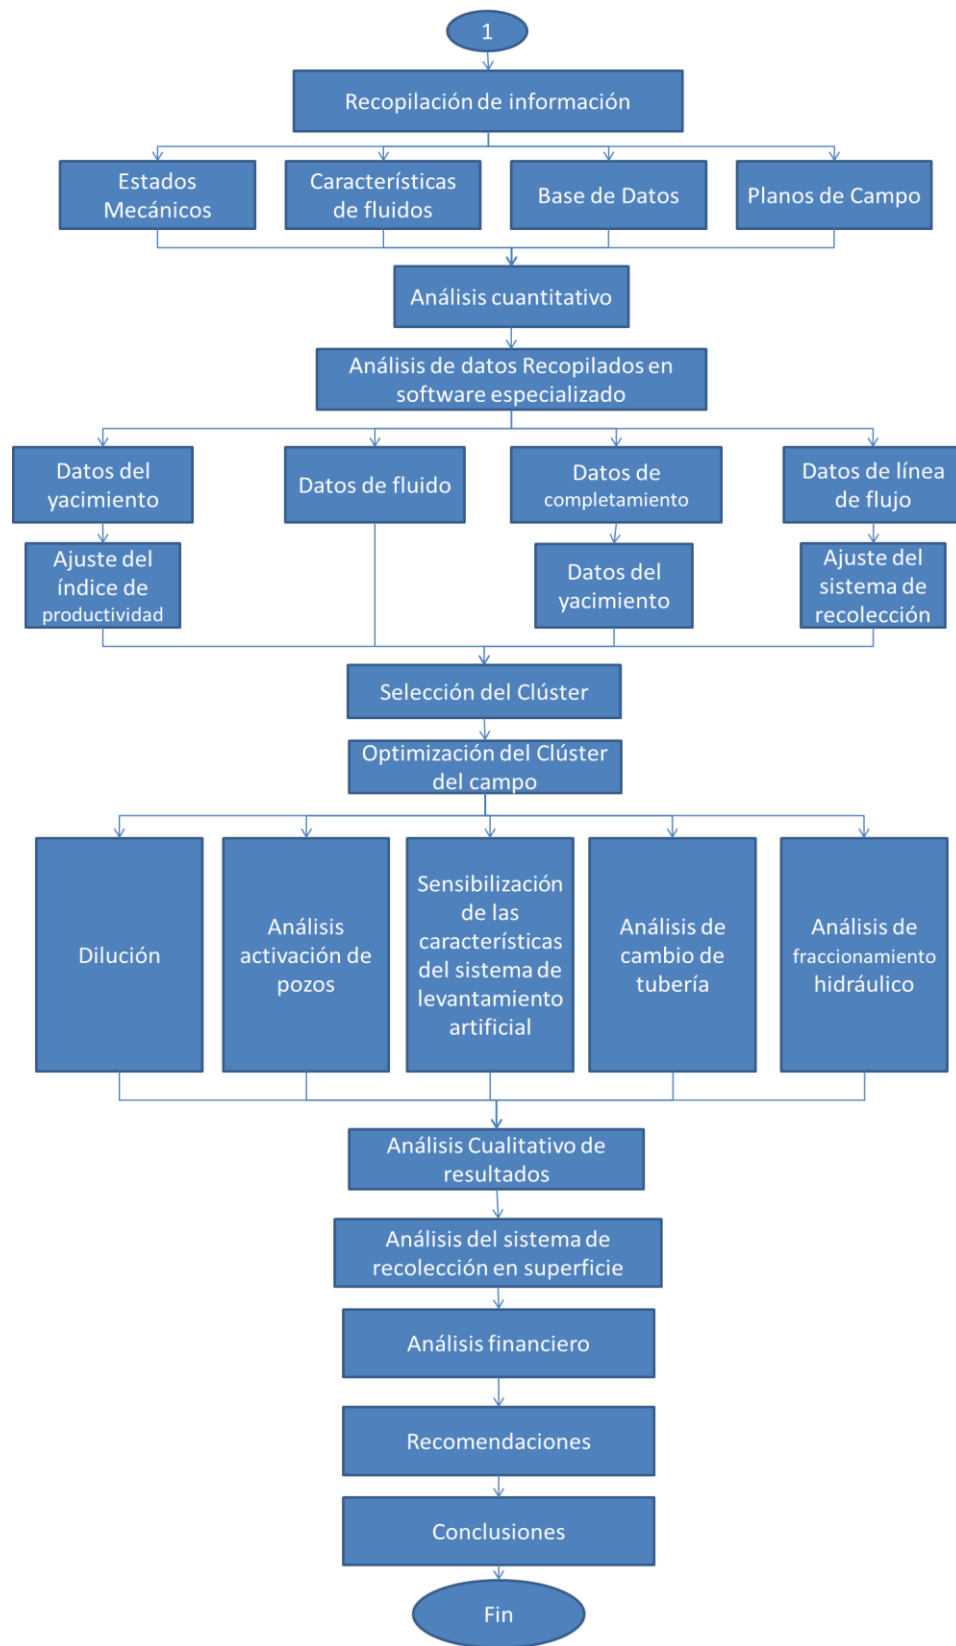 1
Recopilación de información
Estados
Mecánicos
Características
de fluidos
Base de Datos
Planos de Campo
Análisis cuantitativo
Análisis de datos Recopilados en
software especializado
Datos del
yacimiento
Datos de fluido
Datos de
completamiento
Datos de línea
de flujo
Ajuste del
índice de
productividad
Datos del
yacimiento
Ajuste del
sistema de
recolección
Selección del Clúster
Optimización del Clúster
del campo
Dilución
Análisis
activación de
pozos
Sensibilización
de las
características
del sistema de
levantamiento
artificial
Análisis de
cambio de
tubería
Análisis de
fraccionamiento
hidráulico
Análisis Cualitativo de
resultados
Análisis del sistema de
recolección en superficie
Análisis financiero
Recomendaciones
Conclusiones
Fin